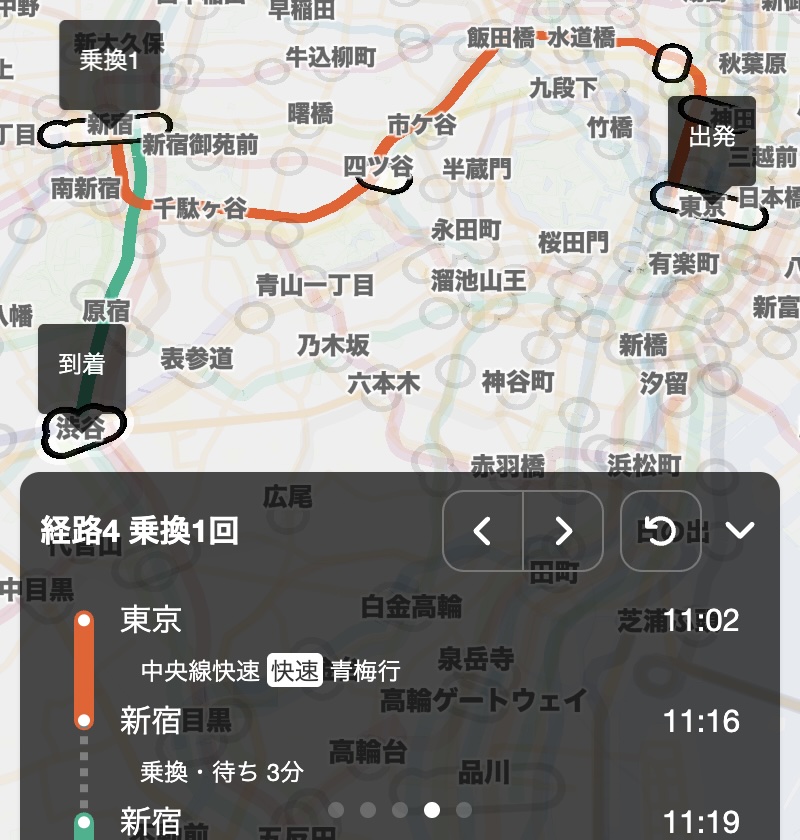 中野
早稲田
新大久保
乗換1
牛込柳町
飯田橋
水道橋
秋葉原
九段下
曙橋
竹橋
神田
出発
丁目
新宿
新宿御苑前
市ケ谷
四ツ谷
半蔵門
三越前
南新宿
千駄ヶ谷
東京
日本橋
永田町
桜田門
有楽町
青山一丁目
溜池山王
八
八幡
原宿
新富
到着
表参道
乃木坂
六本木
神谷町
新橋
汐留
渋谷
赤羽橋
浜松町
広尾
経路4 乗換1回
日の出
代官山
中目黒
田町
白金高輪
東京
11:02
芝浦ふ頭
中央線快速 快速 青梅行
泉岳寺
高輪ゲートウェイ
新宿
目黒
11:16
乗換・待ち 3分
高輪台
品川
新宿
11:19
前
五反田